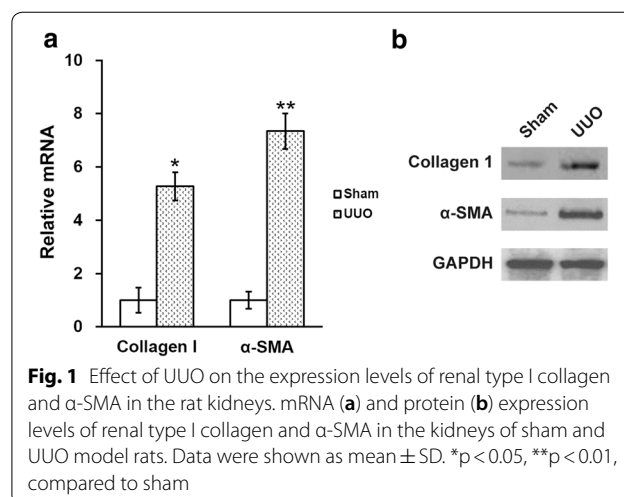 a
b
10
8
6
4
2
0
Relative mRNA
*
**
Collagen I
α-SMA
Sham
UUO
Sham
UUO
Collagen 1
α-SMA
GAPDH
Fig. 1 Effect of UUO on the expression levels of renal type I collagen
and α-SMA in the rat kidneys. mRNA (a) and protein (b) expression
levels of renal type I collagen and α-SMA in the kidneys of sham and
UUO model rats. Data were shown as mean ± SD. *p < 0.05, **p < 0.01,
compared to sham